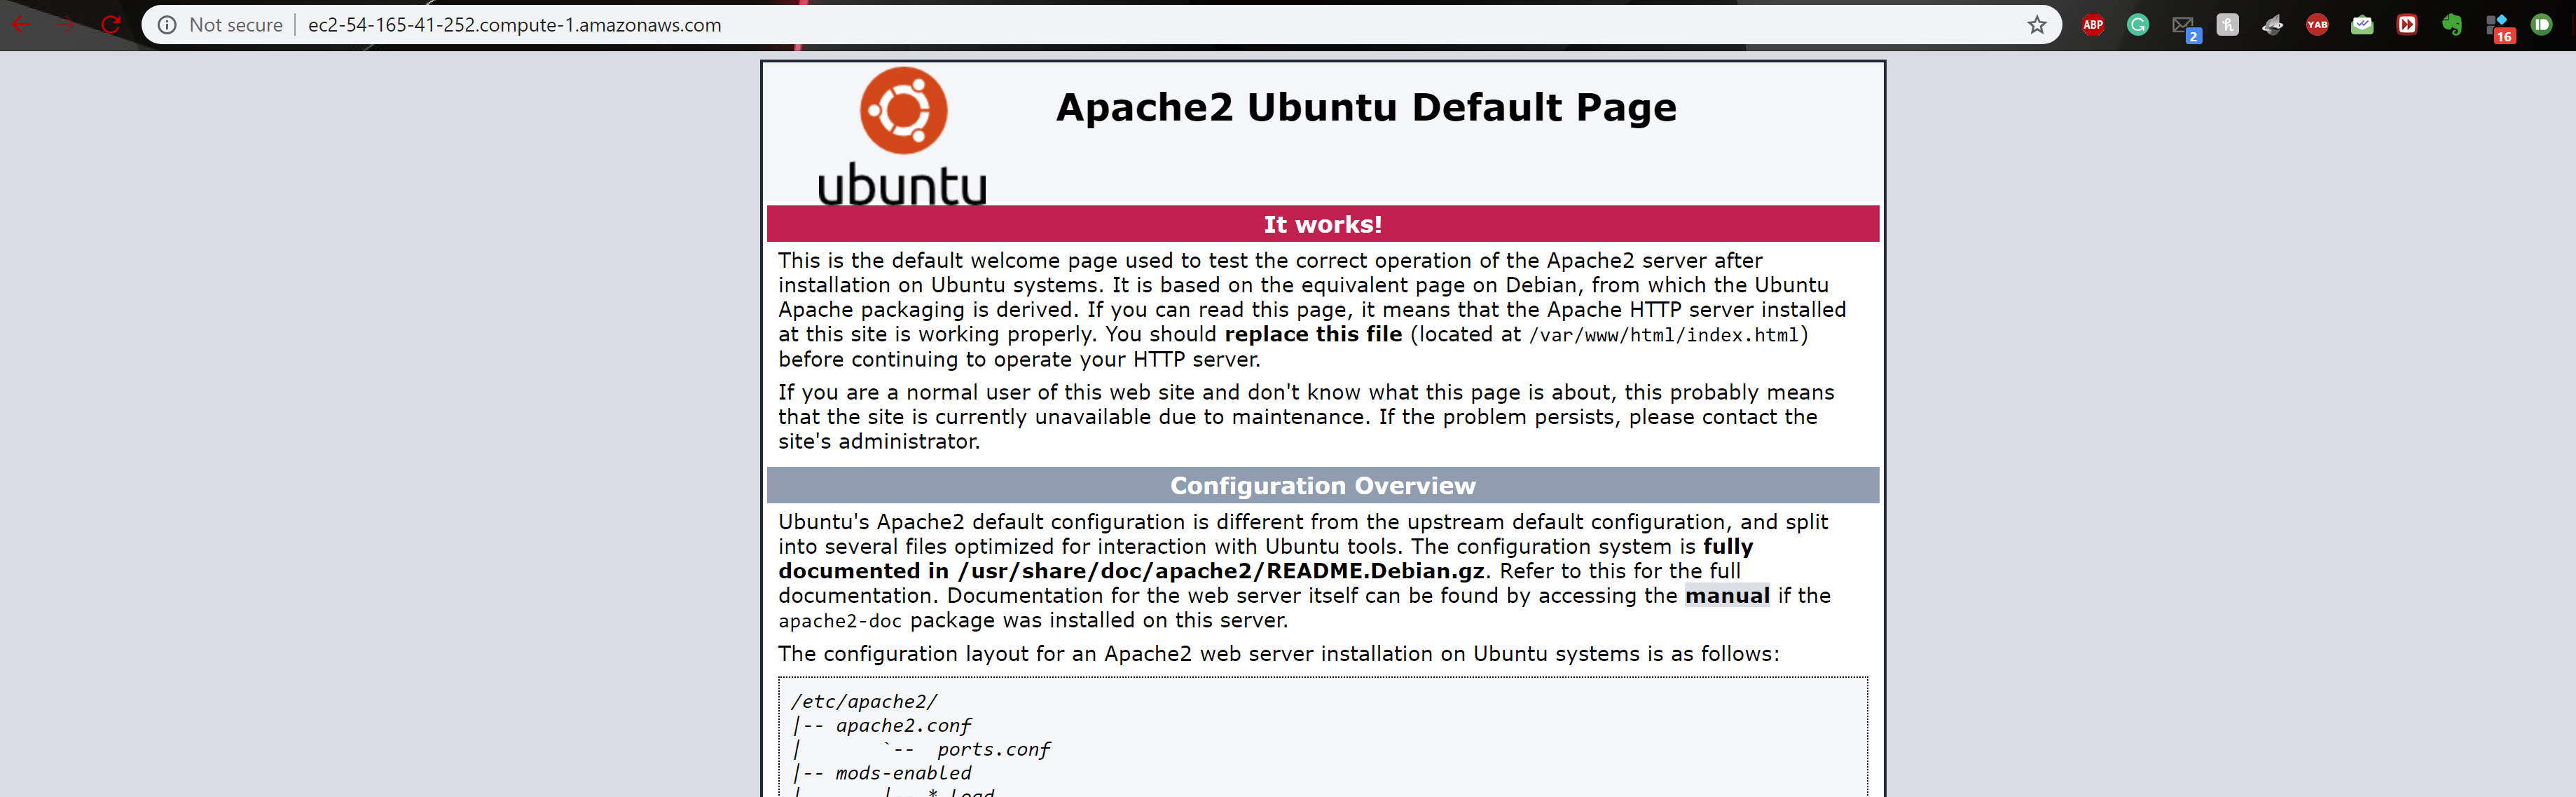 Not secure | ec2-54-165-41-252.compute-1.amazonaws.com
ABP
2
YAB
16
ubuntu
Apache2 Ubuntu Default Page
It works!
This is the default welcome page used to test the correct operation of the Apache2 server after
installation on Ubuntu systems. It is based on the equivalent page on Debian, from which the Ubuntu
Apache packaging is derived. If you can read this page, it means that the Apache HTTP server installed
at this site is working properly. You should replace this file (located at /var/www/html/index.html)
before continuing to operate your HTTP server.
If you are a normal user of this web site and don't know what this page is about, this probably means
that the site is currently unavailable due to maintenance. If the problem persists, please contact the
site's administrator.
Configuration Overview
Ubuntu's Apache2 default configuration is different from the upstream default configuration, and split
into several files optimized for interaction with Ubuntu tools. The configuration system is fully
documented in /usr/share/doc/apache2/README.Debian.gz. Refer to this for the full
documentation. Documentation for the web server itself can be found by accessing the manual if the
apache2-doc package was installed on this server.
The configuration layout for an Apache2 web server installation on Ubuntu systems is as follows:
/etc/apache2/
|-- apache2.conf
|       `--  ports.conf
|-- mods-enabled
|       |-- *.load